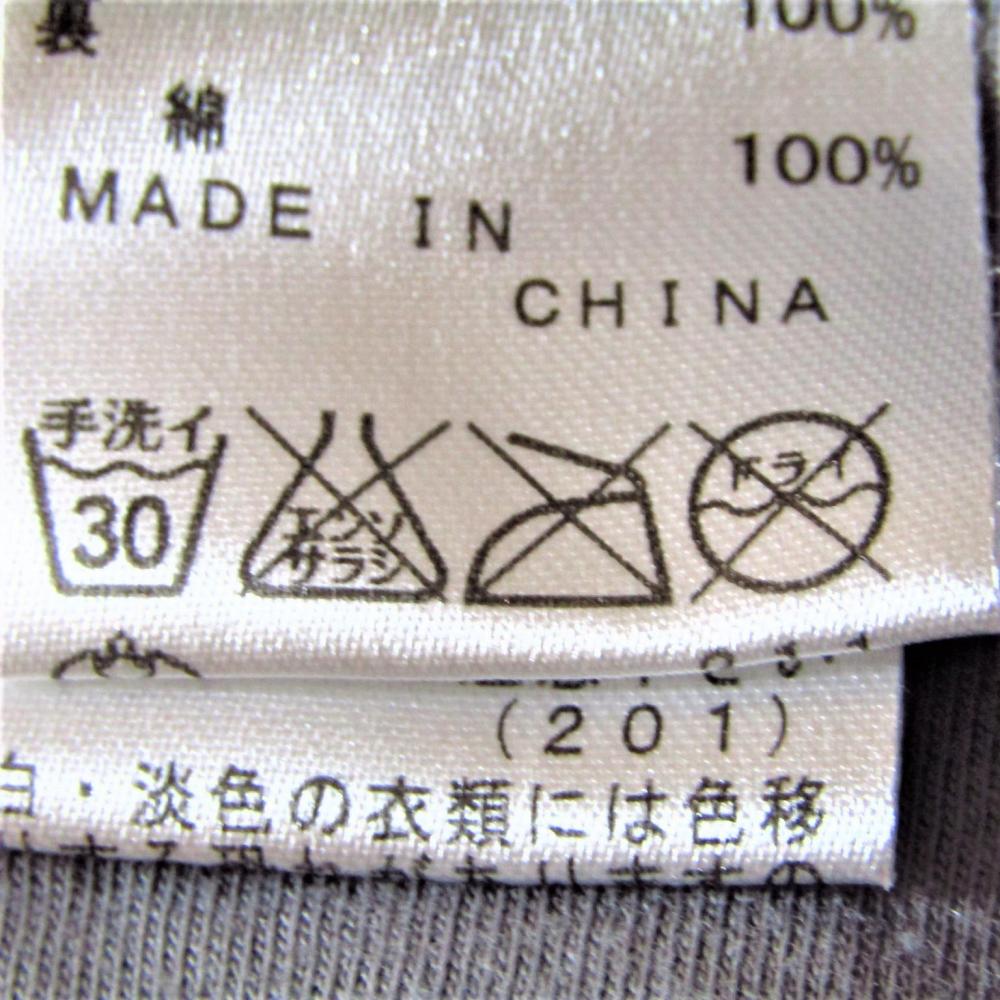 裏 100%
綿 100%
MADE IN
CHINA
手洗イ
30
エンソ
サラシ
ドライ
(201)
白・淡色の衣類には色移